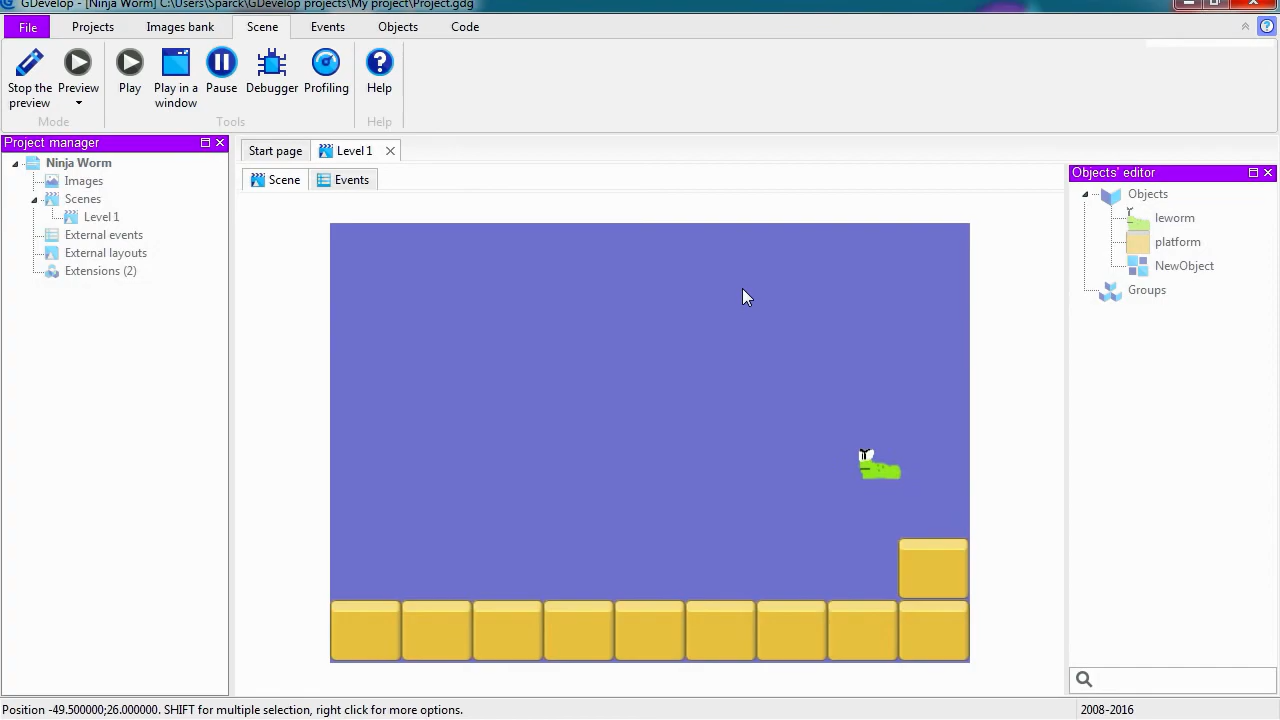 GDevelop - [Ninja Worm] C:\Users\Sparck\GDevelop projects\My project\Project.gdg
File Projects Images bank Scene Events Objects Code
Stop the preview Preview Play Play in a window Pause Debugger Profiling Help
Mode Tools Help
Project manager
Ninja Worm
Images
Scenes
Level 1
External events
External layouts
Extensions (2)
Start page Level 1
Scene Events
Objects' editor
Objects
leworm
platform
NewObject
Groups
Position -49.500000;26.000000. SHIFT for multiple selection, right click for more options.
2008-2016